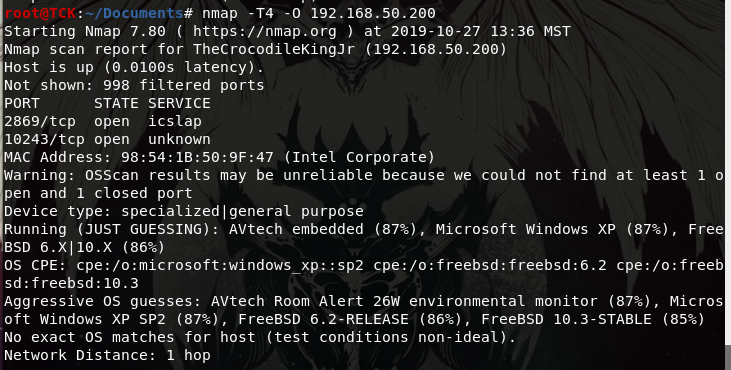 root@TCK:~/Documents# nmap -T4 -O 192.168.50.200
Starting Nmap 7.80 ( https://nmap.org ) at 2019-10-27 13:36 MST
Nmap scan report for TheCrocodileKingJr (192.168.50.200)
Host is up (0.0100s latency).
Not shown: 998 filtered ports
PORT      STATE SERVICE
2869/tcp  open  icslap
10243/tcp open  unknown
MAC Address: 98:54:1B:50:9F:47 (Intel Corporate)
Warning: OSScan results may be unreliable because we could not find at least 1 o
pen and 1 closed port
Device type: specialized|general purpose
Running (JUST GUESSING): AVtech embedded (87%), Microsoft Windows XP (87%), Free
BSD 6.X|10.X (86%)
OS CPE: cpe:/o:microsoft:windows_xp::sp2 cpe:/o:freebsd:freebsd:6.2 cpe:/o:freeb
sd:freebsd:10.3
Aggressive OS guesses: AVtech Room Alert 26W environmental monitor (87%), Micros
oft Windows XP SP2 (87%), FreeBSD 6.2-RELEASE (86%), FreeBSD 10.3-STABLE (85%)
No exact OS matches for host (test conditions non-ideal).
Network Distance: 1 hop